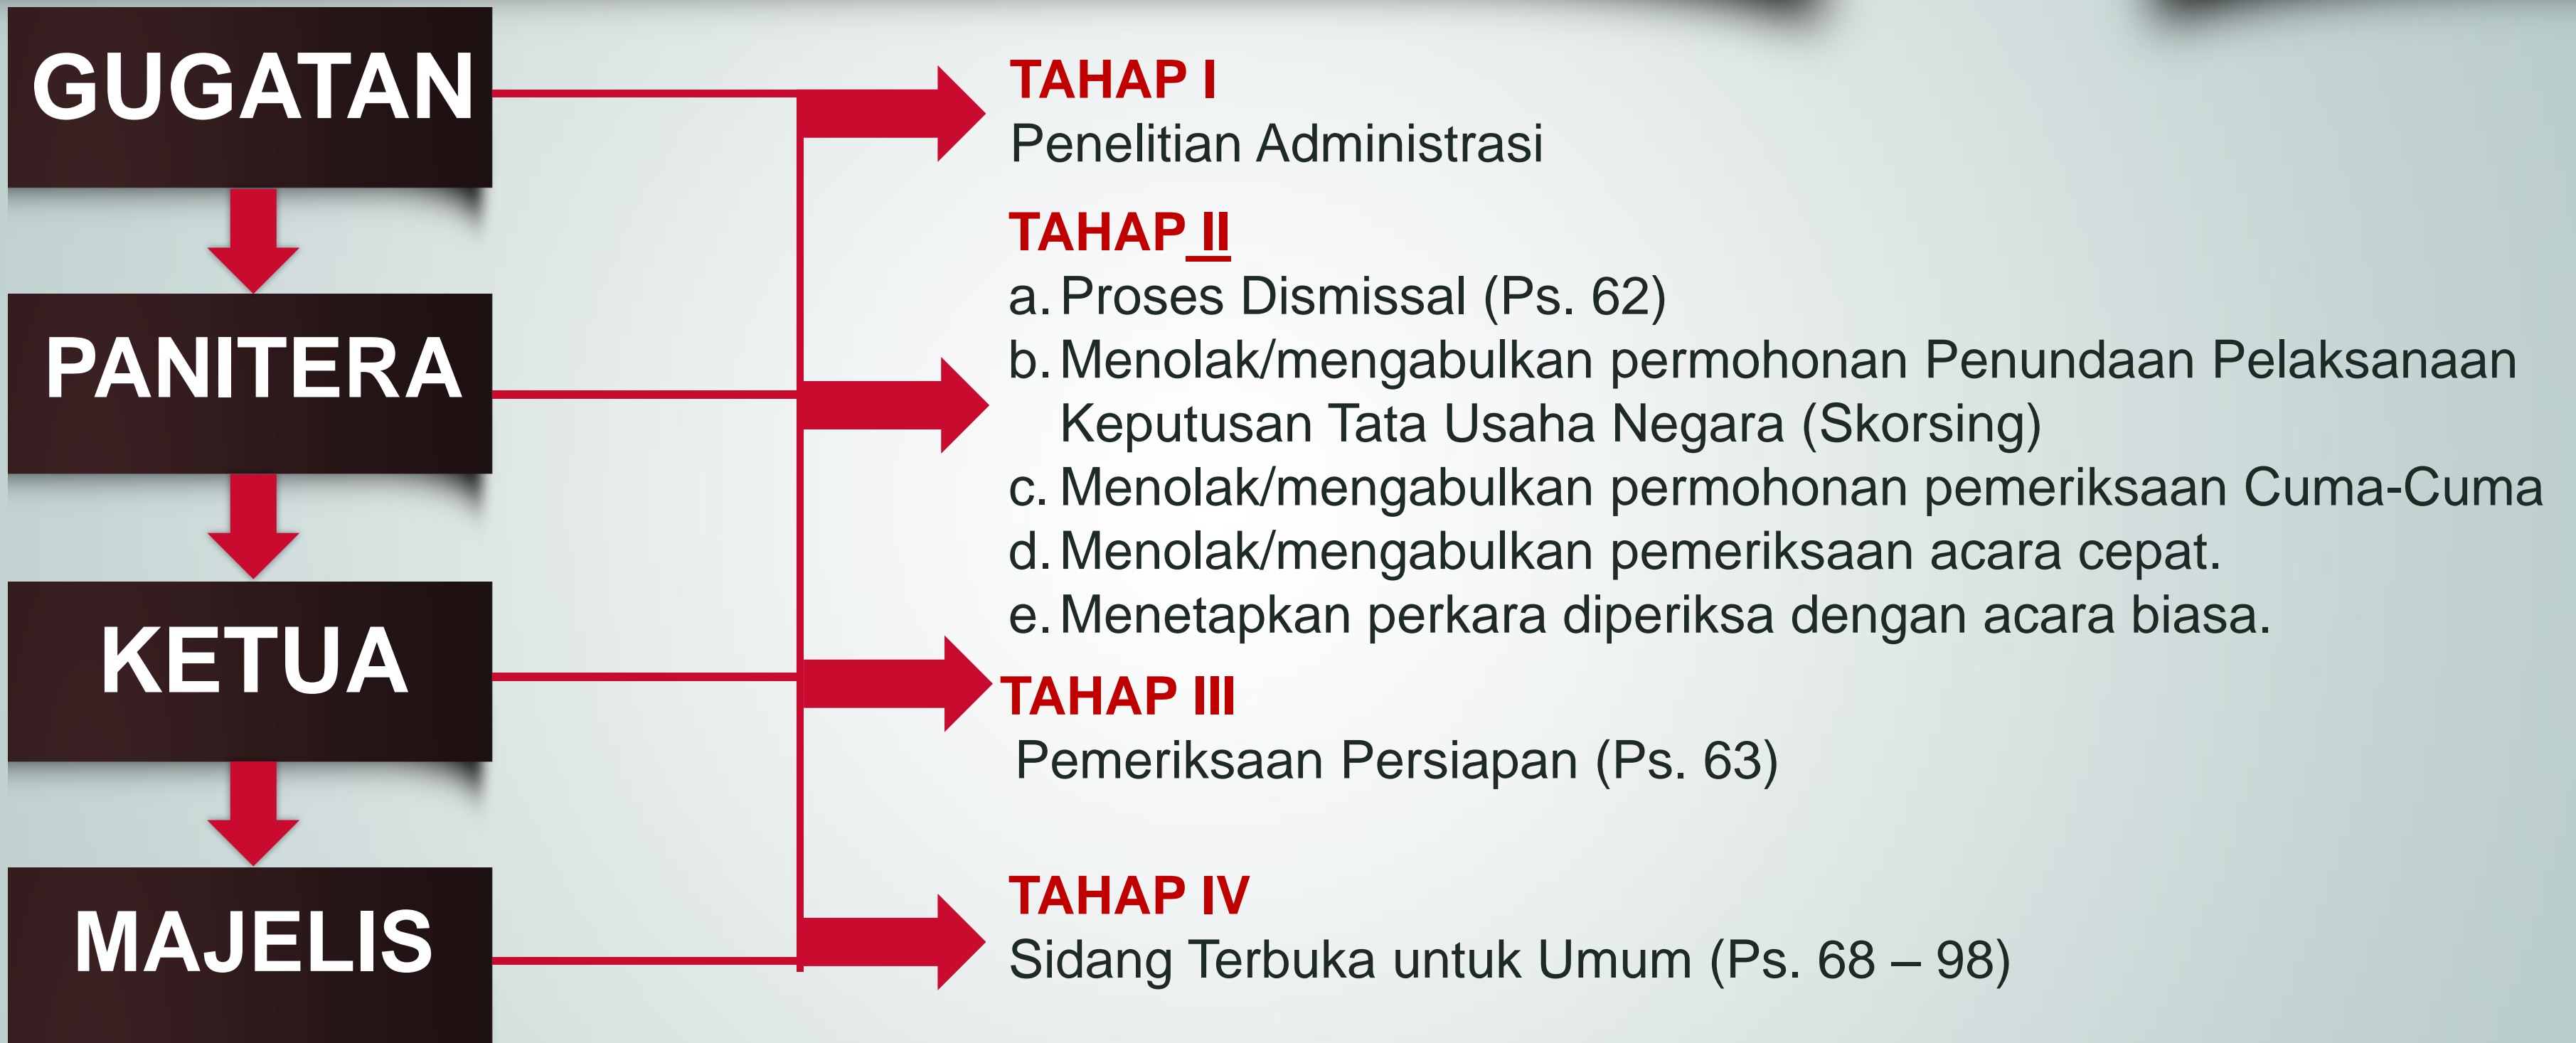 GUGATAN
PANITERA
KETUA
MAJELIS
TAHAP I
Penelitian Administrasi
TAHAP II
a. Proses Dismissal (Ps. 62)
b. Menolak/mengabulkan permohonan Penundaan Pelaksanaan
Keputusan Tata Usaha Negara (Skorsing)
c. Menolak/mengabulkan permohonan pemeriksaan Cuma-Cuma
d. Menolak/mengabulkan pemeriksaan acara cepat.
e. Menetapkan perkara diperiksa dengan acara biasa.
TAHAP III
Pemeriksaan Persiapan (Ps. 63)
TAHAP IV
Sidang Terbuka untuk Umum (Ps. 68 – 98)